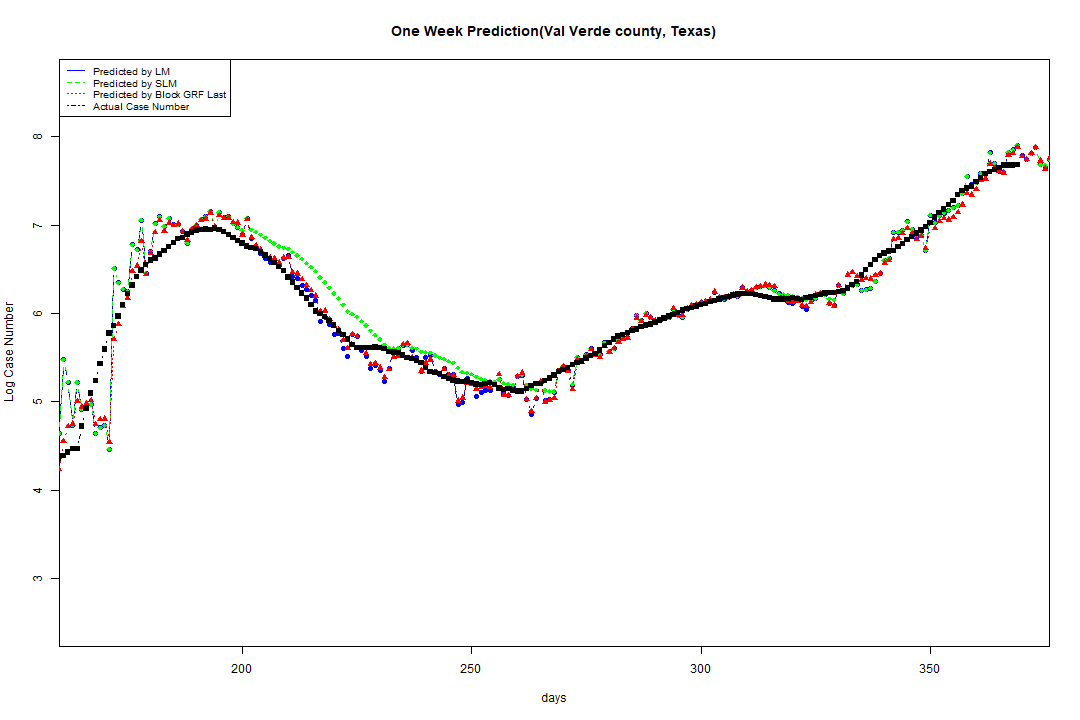 One Week Prediction(Val Verde county, Texas)
Predicted by LM
Predicted by SLM
Predicted by Block GRF Last
Actual Case Number
8
7
6
5
4
3
Log Case Number
200 250 300 350
days